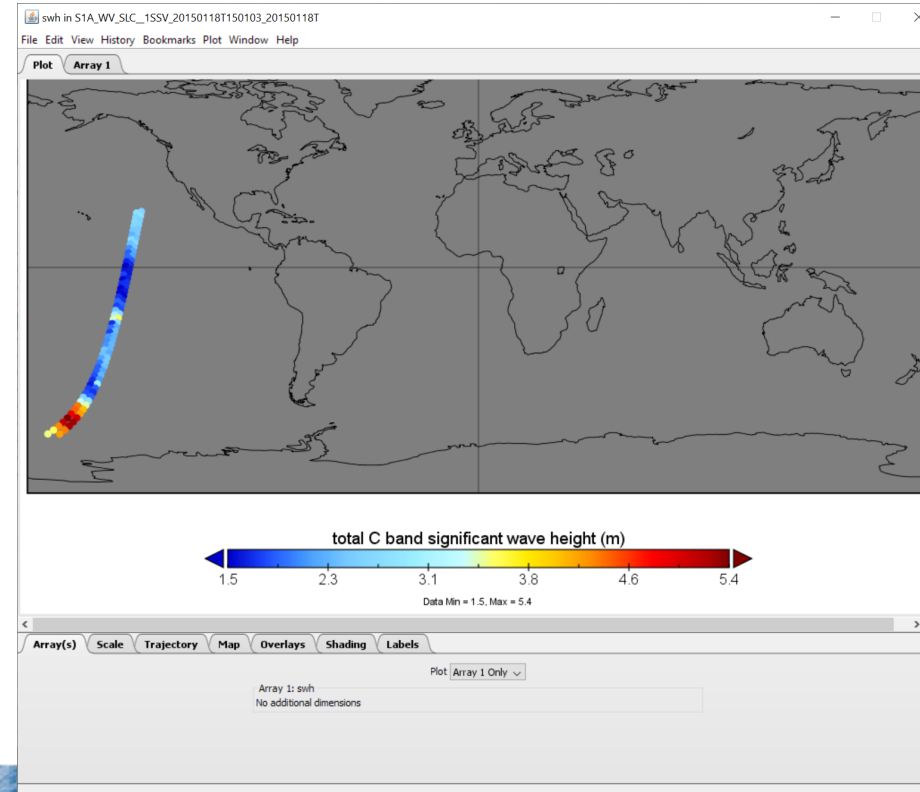 swh in S1A_WV_SLC__1SSV_20150118T150103_20150118T
File Edit View History Bookmarks Plot Window Help
Plot Array 1
total C band significant wave height (m)
1.5 2.3 3.1 3.8 4.6 5.4
Data Min = 1.5, Max = 5.4
Array(s) Scale Trajectory Map Overlays Shading Labels
Plot Array 1 Only
Array 1: swh
No additional dimensions